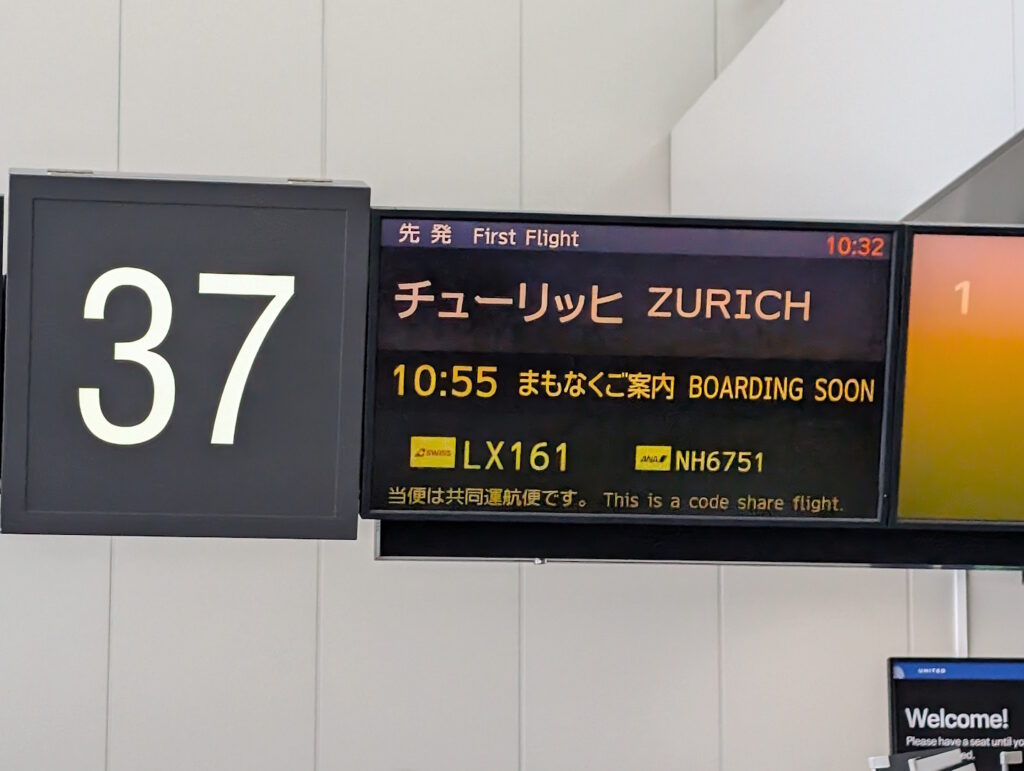 37
先発 First Flight 10:32
チューリッヒ ZURICH
10:55 まもなくご案内 BOARDING SOON
SWISS LX161 ANA NH6751
当便は共同運航便です。 This is a code share flight.
1
UNITED
Welcome!
Please have a seat until yo
ed.